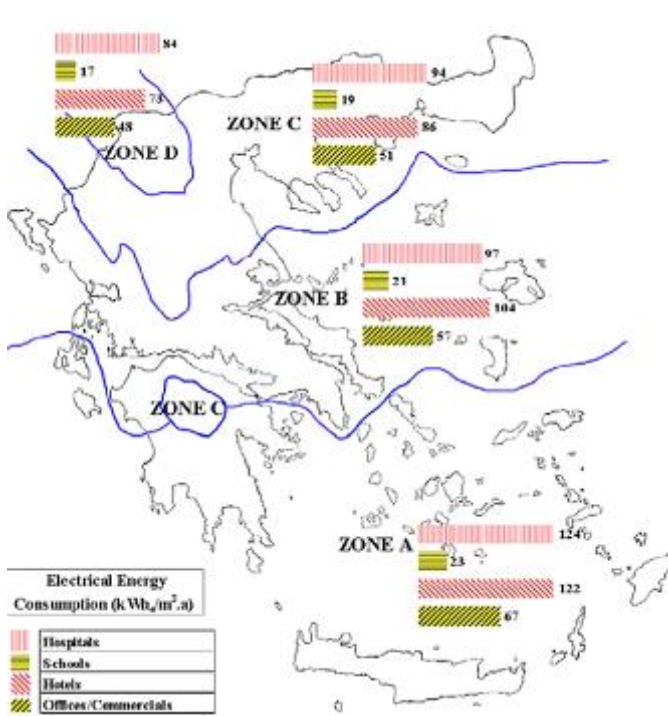 84
17
73
48
ZONE D
94
19
86
51
ZONE C
97
21
104
57
ZONE B
ZONE C
124
23
122
67
ZONE A
Electrical Energy
Consumption (kWhₑ/m².a)
Hospitals
Schools
Hotels
Offices/Commercials